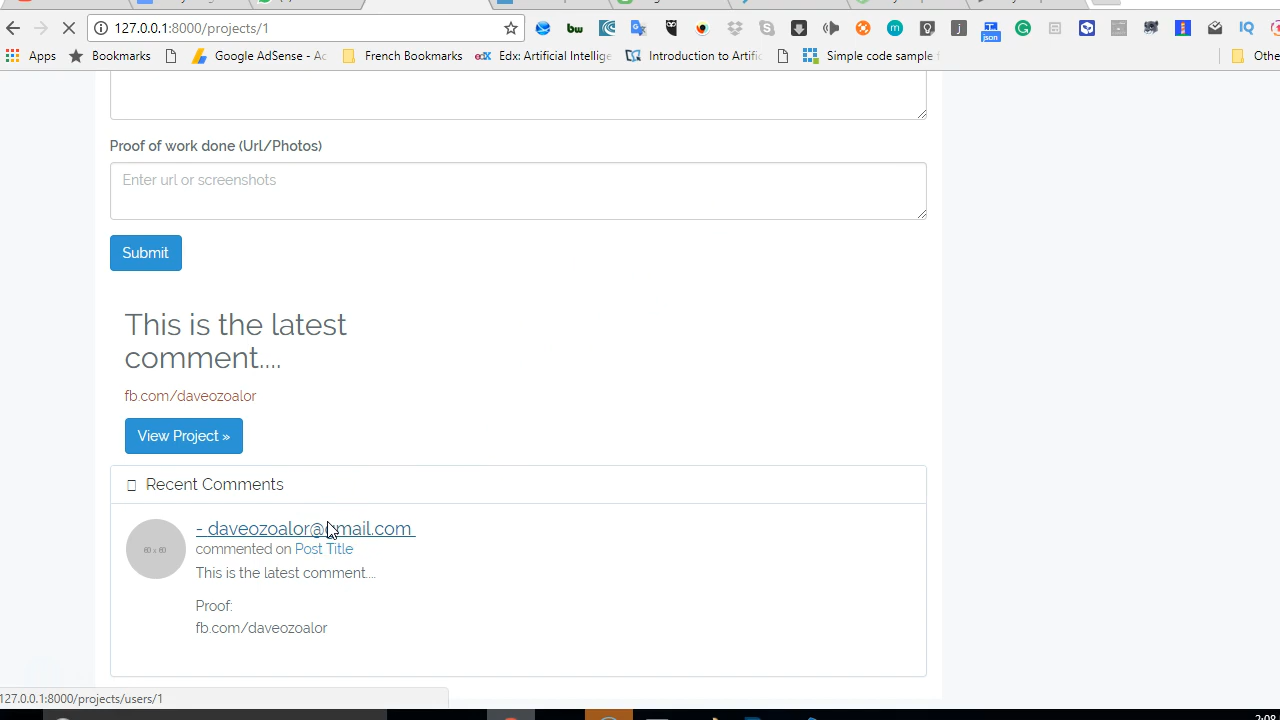 127.0.0.1:8000/projects/1
Apps Bookmarks Google AdSense - Ac French Bookmarks Edx: Artificial Intellige Introduction to Artific Simple code sample f Othe
Proof of work done (Url/Photos)
Enter url or screenshots
Submit
This is the latest
comment....
fb.com/daveozoalor
View Project »
Recent Comments
- daveozoalor@gmail.com
commented on Post Title
This is the latest comment....
Proof:
fb.com/daveozoalor
127.0.0.1:8000/projects/users/1